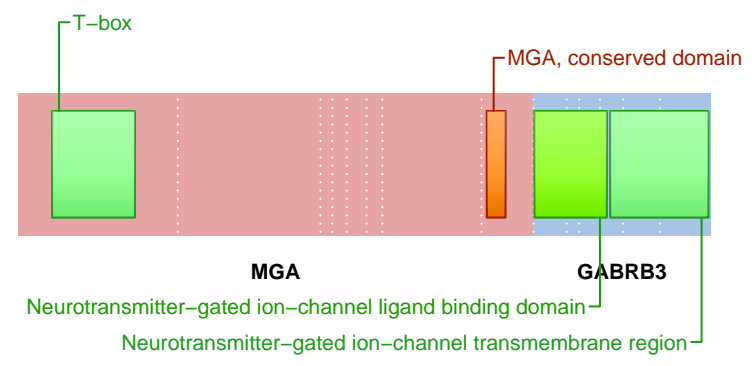 T−box
MGA, conserved domain
MGA
GABRB3
Neurotransmitter−gated ion−channel ligand binding domain
Neurotransmitter−gated ion−channel transmembrane region